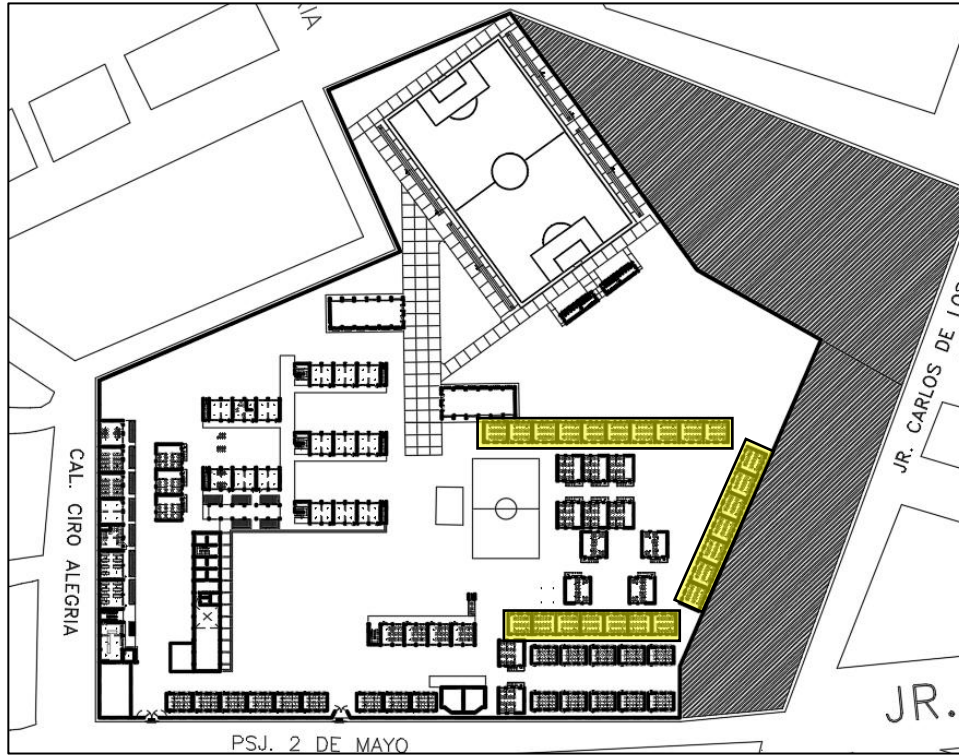 CAL. CIRO ALEGRIA
PSJ. 2 DE MAYO
JR. CARLOS DE LOS
JR.